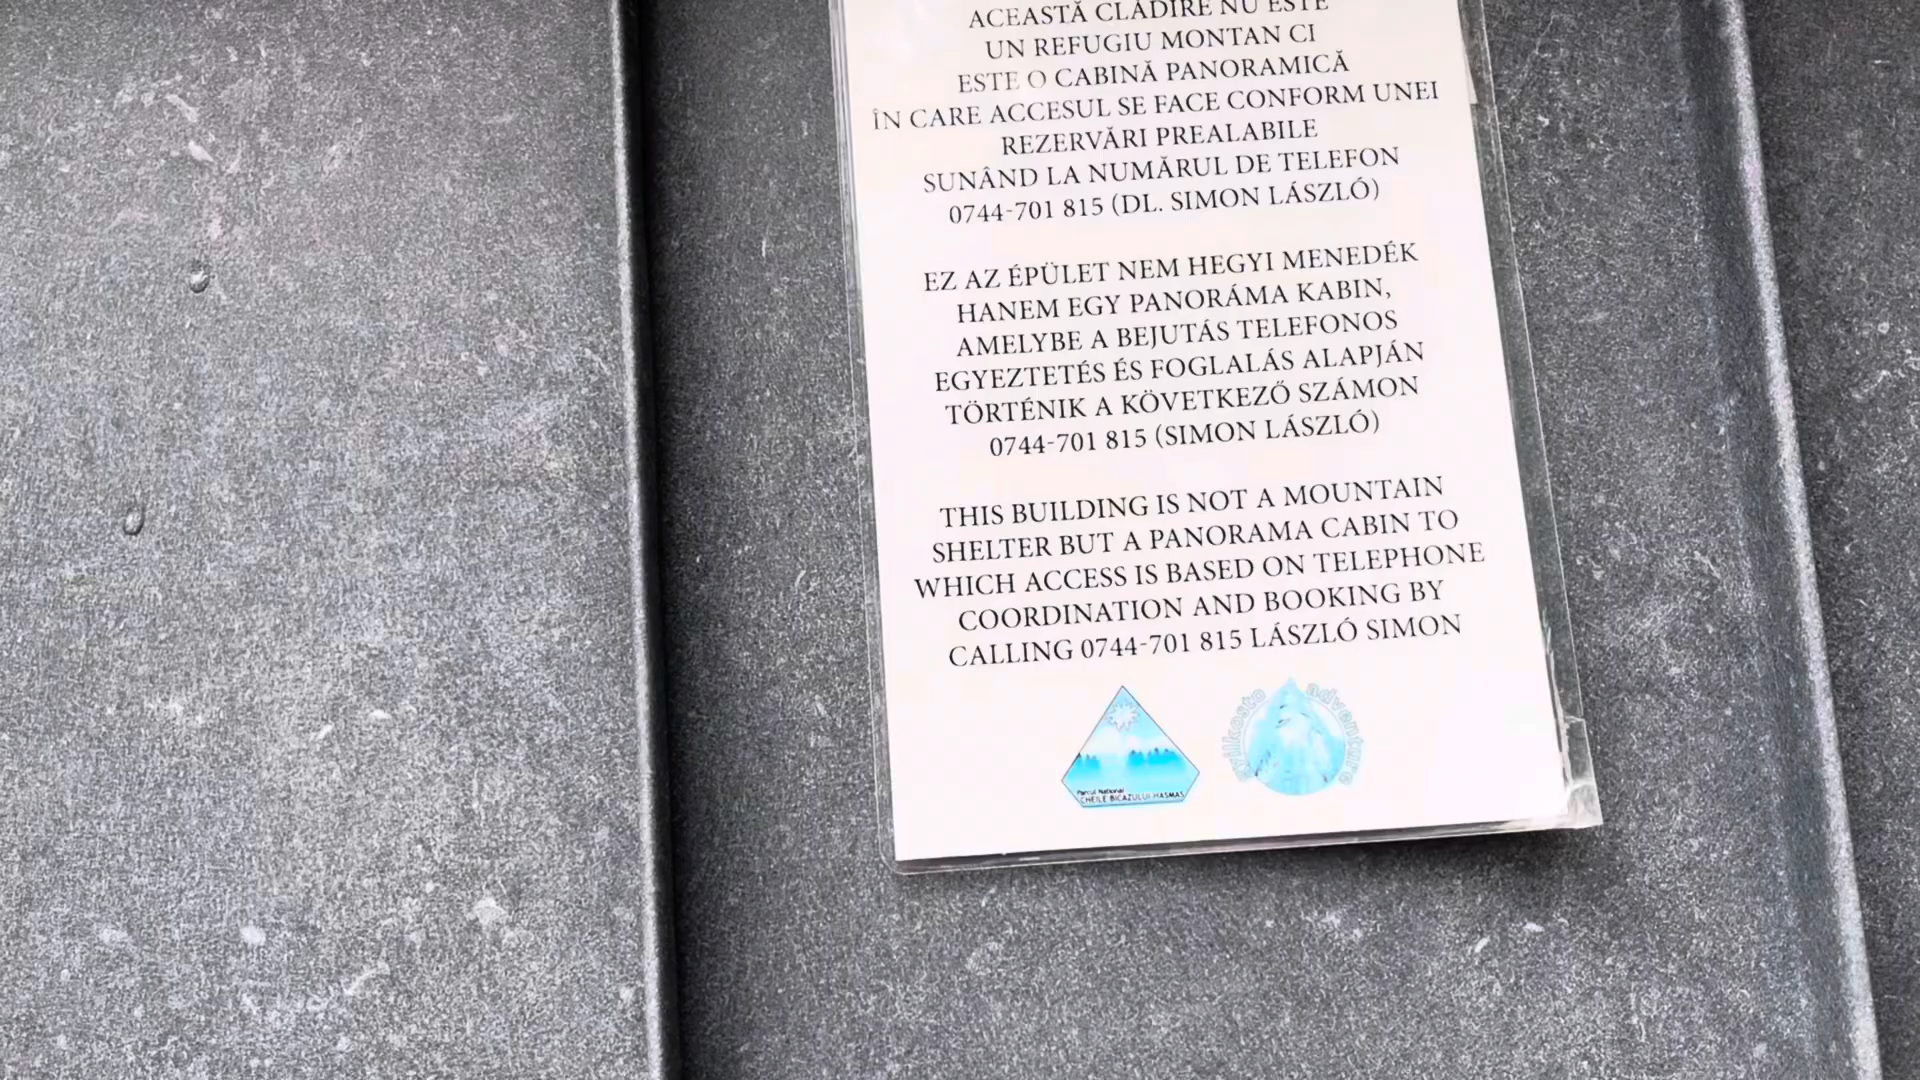 ACEASTĂ CLĂDIRE NU ESTE
UN REFUGIU MONTAN CI
ESTE O CABINĂ PANORAMICĂ
ÎN CARE ACCESUL SE FACE CONFORM UNEI
REZERVĂRI PREALABILE
SUNÂND LA NUMĂRUL DE TELEFON
0744-701 815 (DL. SIMON LÁSZLÓ)
EZ AZ ÉPÜLET NEM HEGYI MENEDÉK
HANEM EGY PANORÁMA KABIN,
AMELYBE A BEJUTÁS TELEFONOS
EGYEZTETÉS ÉS FOGLALÁS ALAPJÁN
TÖRTÉNIK A KÖVETKEZŐ SZÁMON
0744-701 815 (SIMON LÁSZLÓ)
THIS BUILDING IS NOT A MOUNTAIN
SHELTER BUT A PANORAMA CABIN TO
WHICH ACCESS IS BASED ON TELEPHONE
COORDINATION AND BOOKING BY
CALLING 0744-701 815 LÁSZLÓ SIMON
Parcul National
CHEILE BICAZULUI-HASMAS
adventure